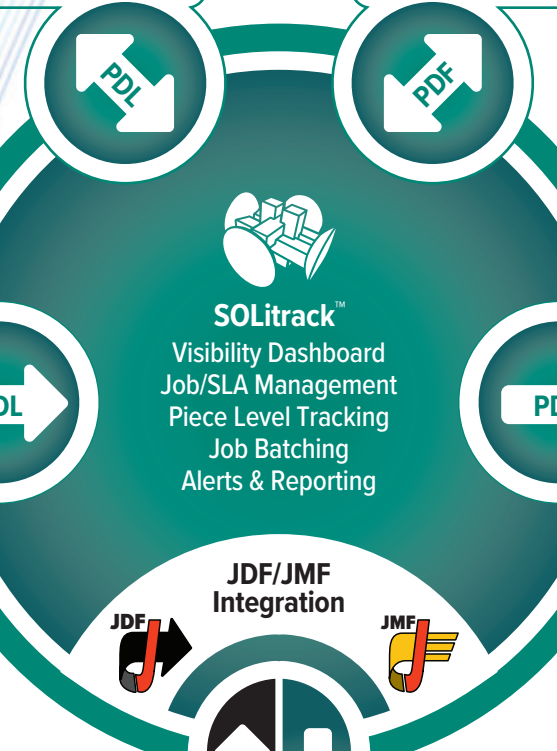 PDL
PDF
SOLitrack™
Visibility Dashboard
Job/SLA Management
Piece Level Tracking
Job Batching
Alerts & Reporting
JDF/JMF
Integration
JDF
JMF